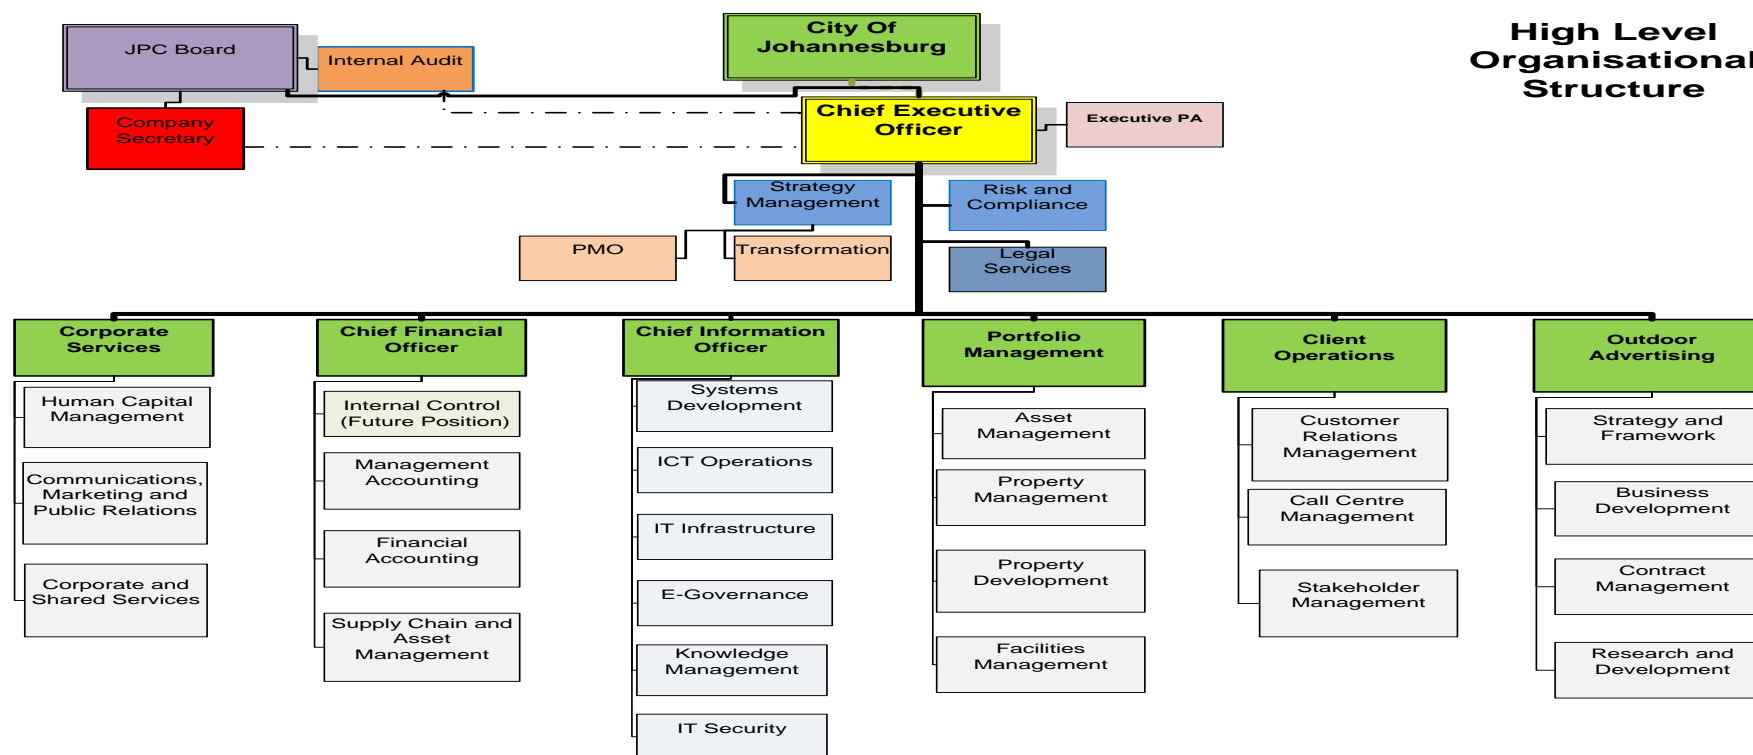 High Level
Organisational
Structure
City Of
Johannesburg
JPC Board
Internal Audit
Company
Secretary
Chief Executive
Officer
Executive PA
Strategy
Management
Risk and
Compliance
PMO
Transformation
Legal
Services
Corporate
Services
Chief Financial
Officer
Chief Information
Officer
Portfolio
Management
Client
Operations
Outdoor
Advertising
Human Capital
Management
Communications,
Marketing and
Public Relations
Corporate and
Shared Services
Internal Control
(Future Position)
Management
Accounting
Financial
Accounting
Supply Chain and
Asset
Management
Systems
Development
ICT Operations
IT Infrastructure
E-Governance
Knowledge
Management
IT Security
Asset
Management
Property
Management
Property
Development
Facilities
Management
Customer
Relations
Management
Call Centre
Management
Stakeholder
Management
Strategy and
Framework
Business
Development
Contract
Management
Research and
Development